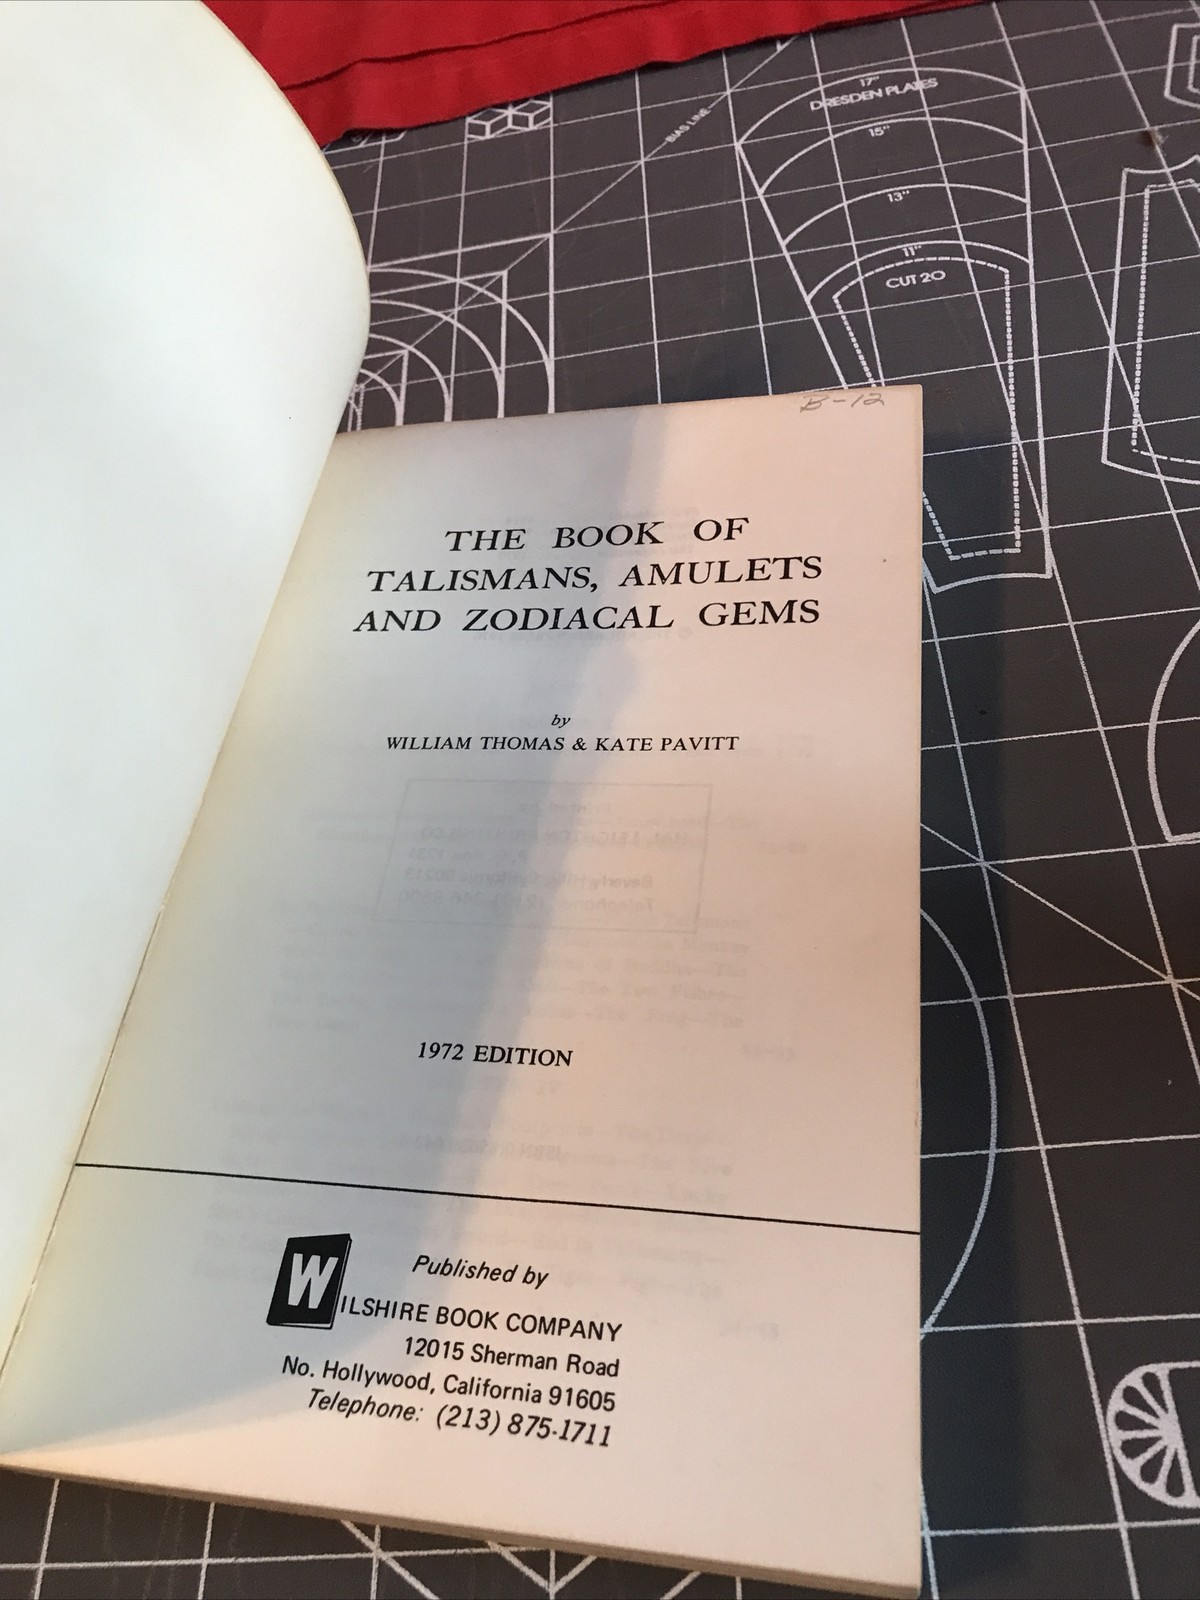 17"
DRESDEN PLATES
15"
BIAS LINE
13"
11"
CUT 20
B-12
THE BOOK OF
TALISMANS, AMULETS
AND ZODIACAL GEMS
by
WILLIAM THOMAS & KATE PAVITT
1972 EDITION
Published by
WILSHIRE BOOK COMPANY
12015 Sherman Road
No. Hollywood, California 91605
Telephone: (213) 875-1711